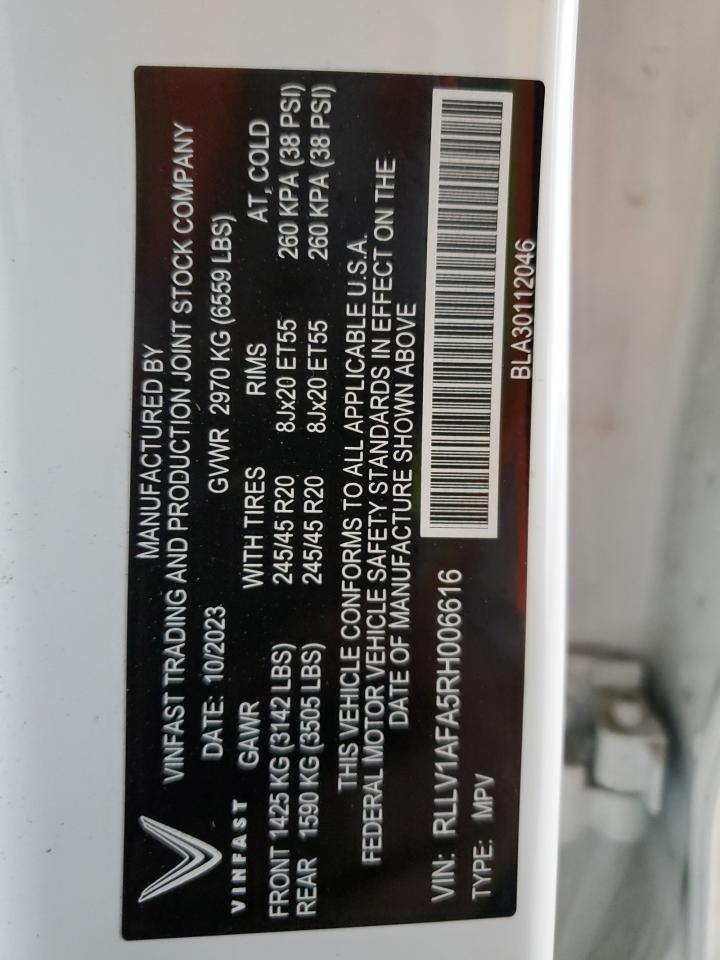 MANUFACTURED BY
VINFAST TRADING AND PRODUCTION JOINT STOCK COMPANY
DATE: 10/2023 GVWR 2970 KG (6559 LBS)
VINFAST
GAWR WITH TIRES RIMS AT, COLD
FRONT 1425 KG (3142 LBS) 245/45 R20 8Jx20 ET55 260 KPA (38 PSI)
REAR 1590 KG (3505 LBS) 245/45 R20 8Jx20 ET55 260 KPA (38 PSI)
THIS VEHICLE CONFORMS TO ALL APPLICABLE U.S.A.
FEDERAL MOTOR VEHICLE SAFETY STANDARDS IN EFFECT ON THE
DATE OF MANUFACTURE SHOWN ABOVE
VIN: RLLV1AFA5RH006616
TYPE: MPV
BLA30112046